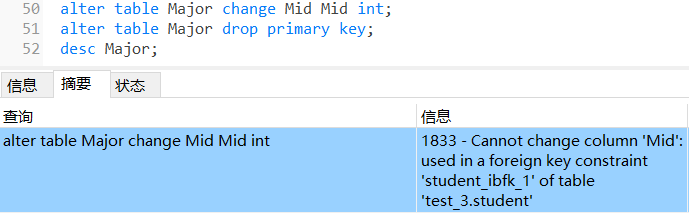 50 alter table Major change Mid Mid int;
51 alter table Major drop primary key;
52 desc Major;
信息 摘要 状态
查询 信息
alter table Major change Mid Mid int 1833 - Cannot change column 'Mid':
used in a foreign key constraint
'student_ibfk_1' of table
'test_3.student'